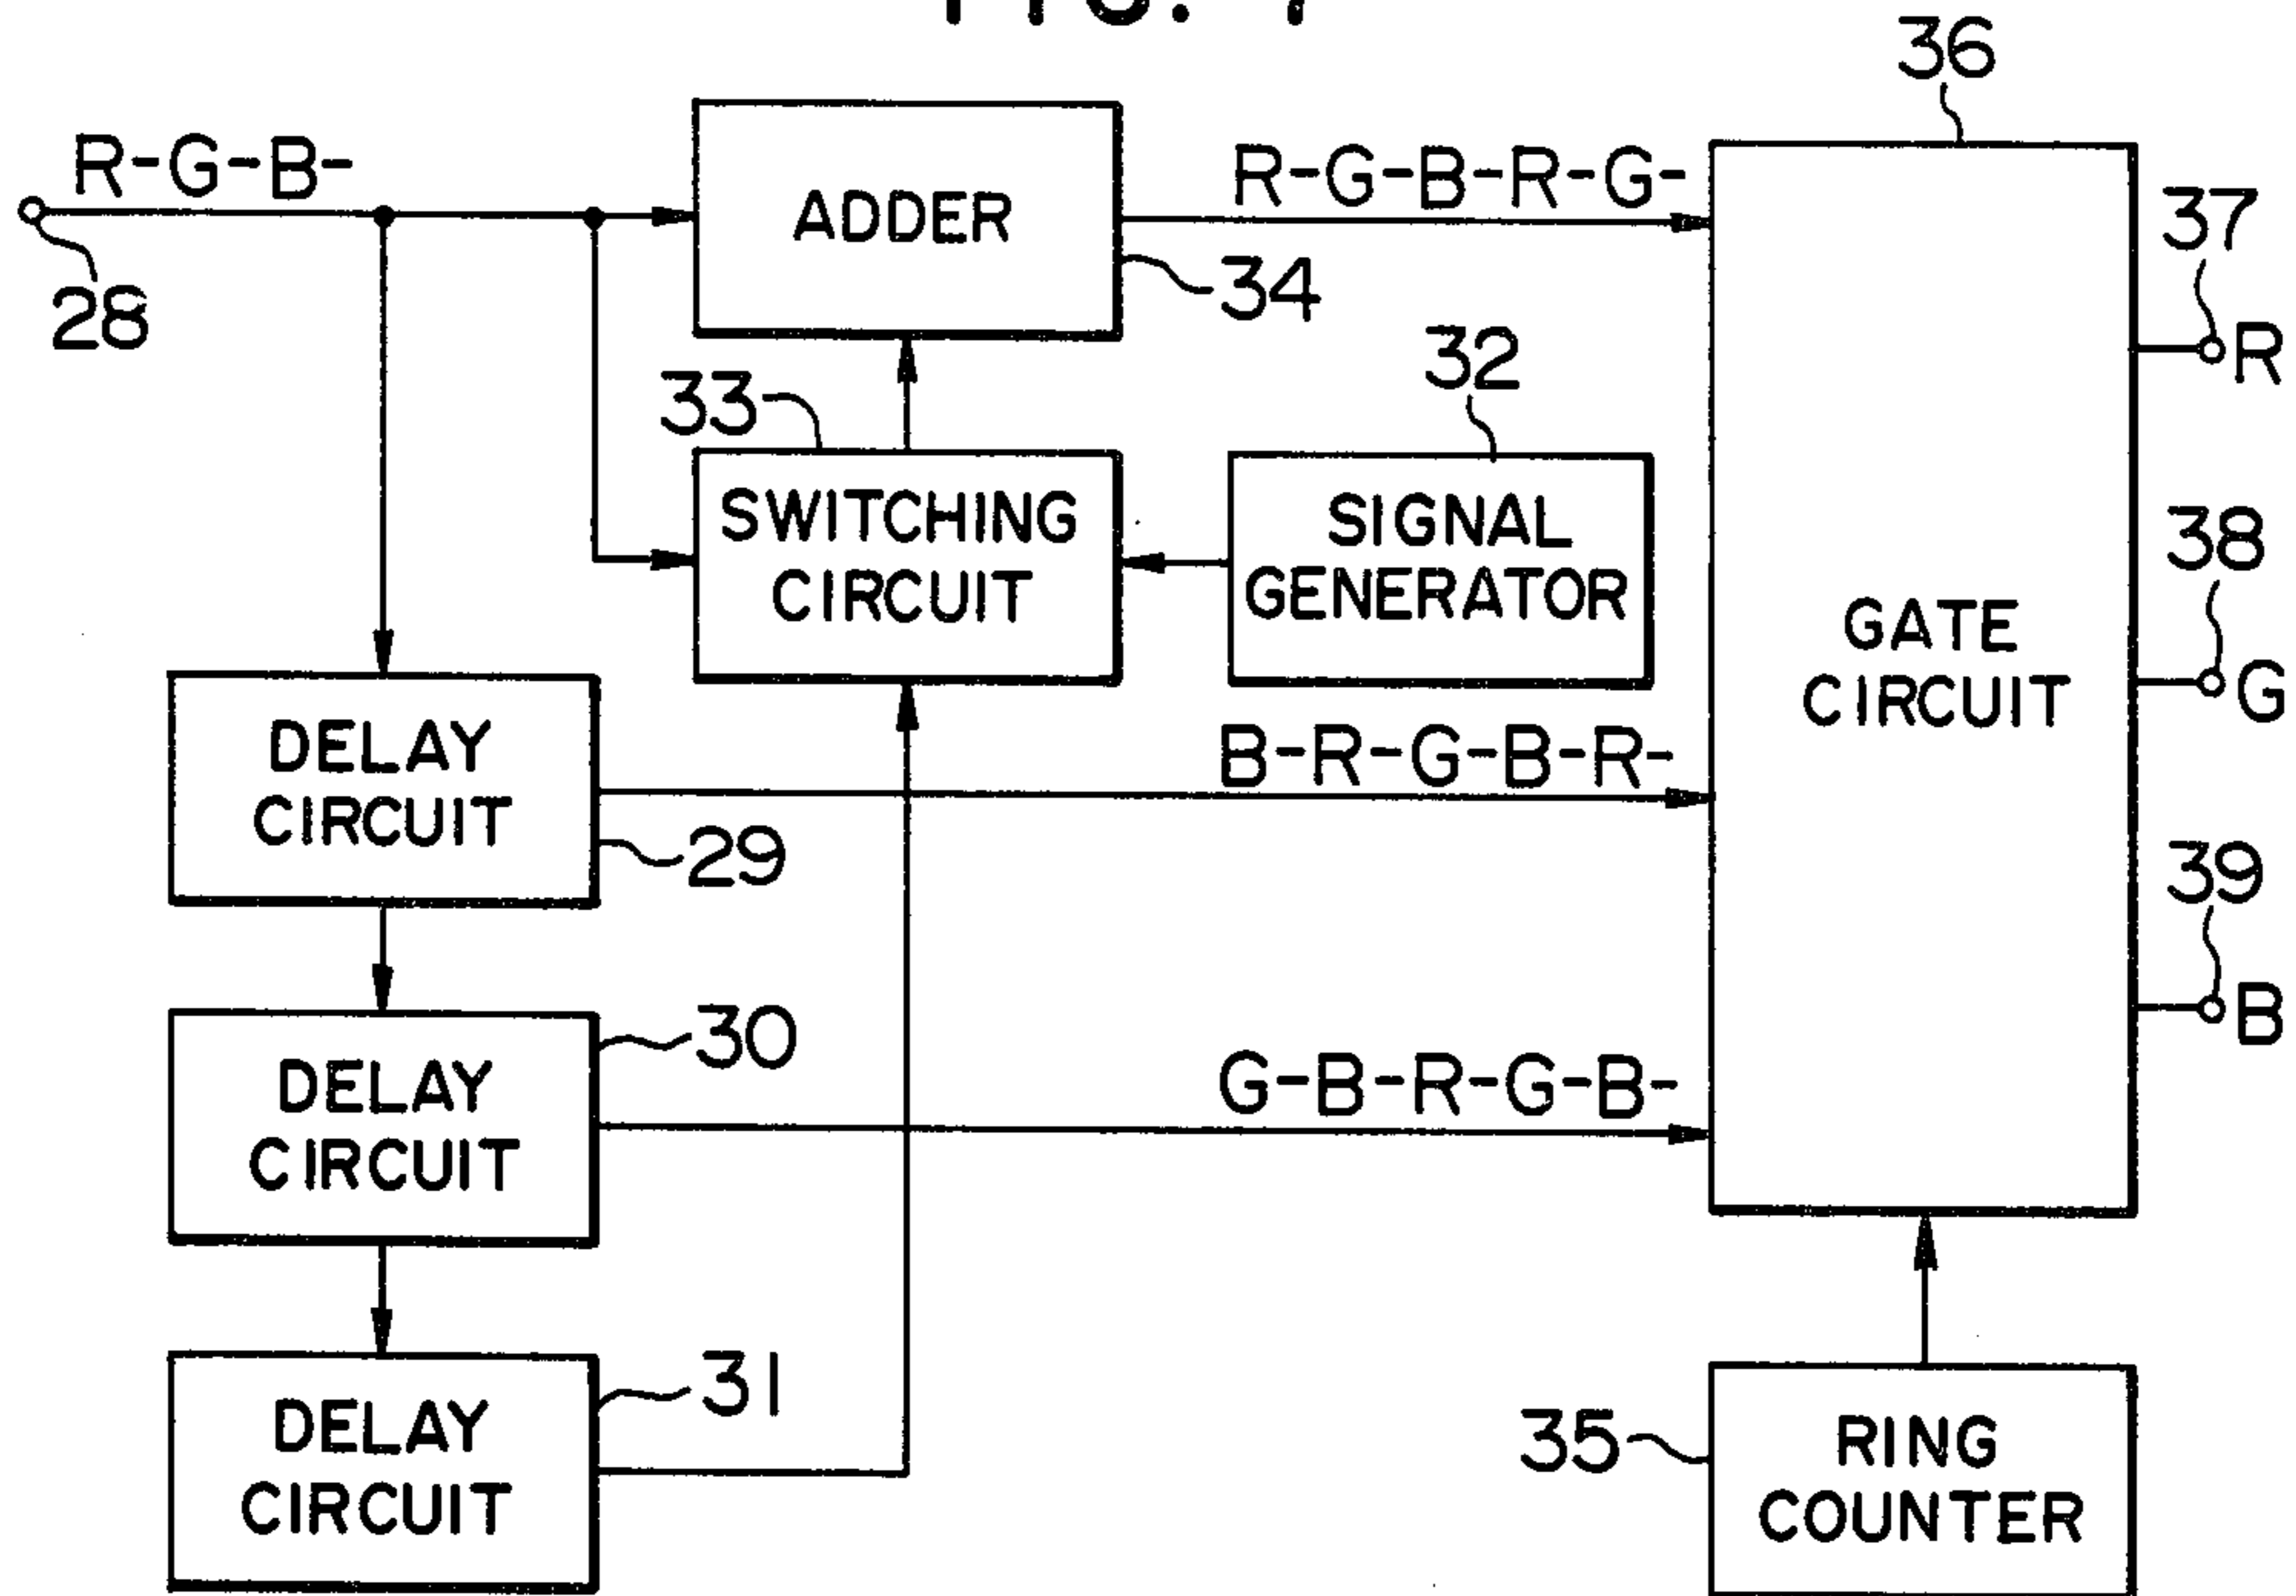 36
R-G-B-
ADDER
R-G-B-R-G-
37
28
34
R
33
32
SWITCHING
CIRCUIT
SIGNAL
GENERATOR
38
GATE
CIRCUIT
G
DELAY
CIRCUIT
B-R-G-B-R-
29
39
30
B
DELAY
CIRCUIT
G-B-R-G-B-
31
DELAY
CIRCUIT
35
RING
COUNTER